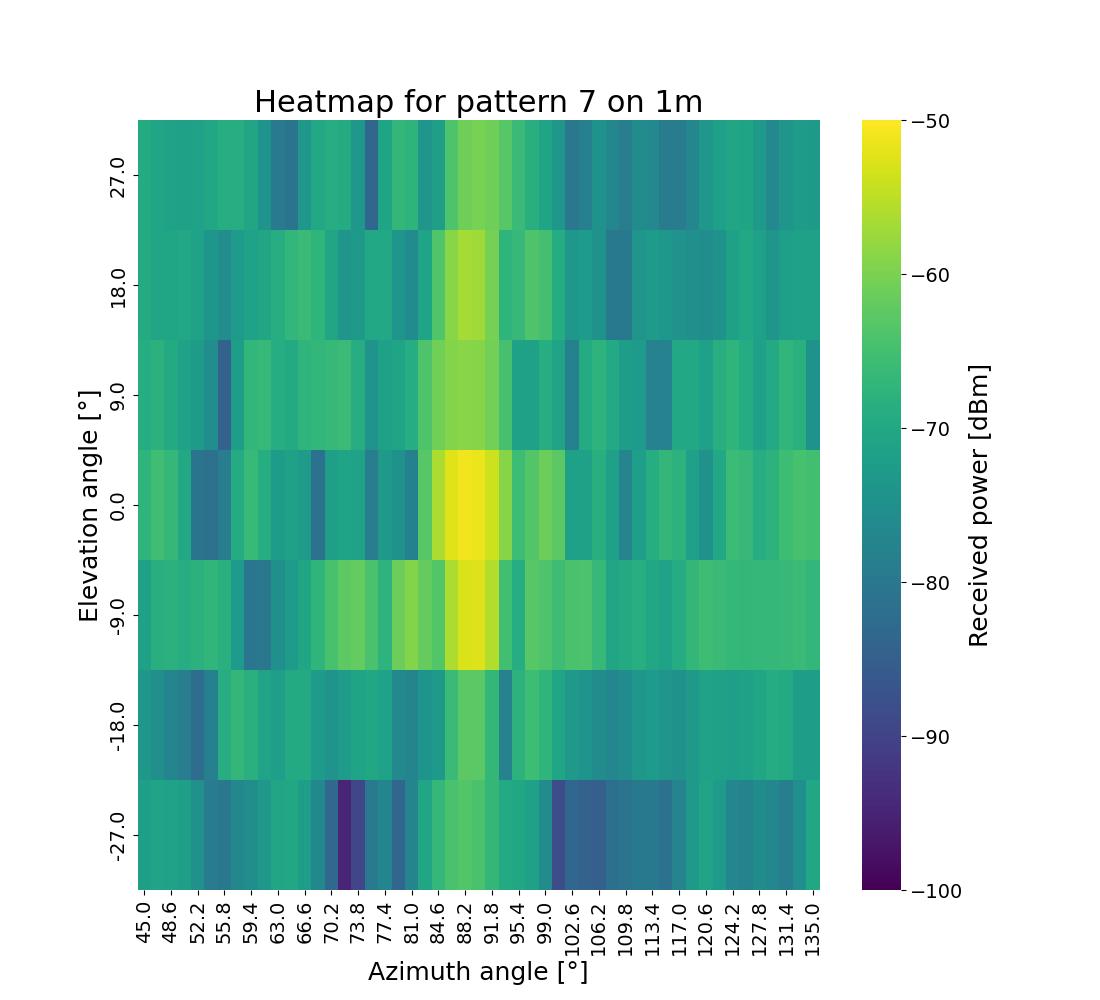 Heatmap for pattern 7 on 1m
Elevation angle [°]
27.0
18.0
9.0
0.0
-9.0
-18.0
-27.0
45.0 48.6 52.2 55.8 59.4 63.0 66.6 70.2 73.8 77.4 81.0 84.6 88.2 91.8 95.4 99.0 102.6 106.2 109.8 113.4 117.0 120.6 124.2 127.8 131.4 135.0
Azimuth angle [°]
−50
−60
−70
−80
−90
−100
Received power [dBm]